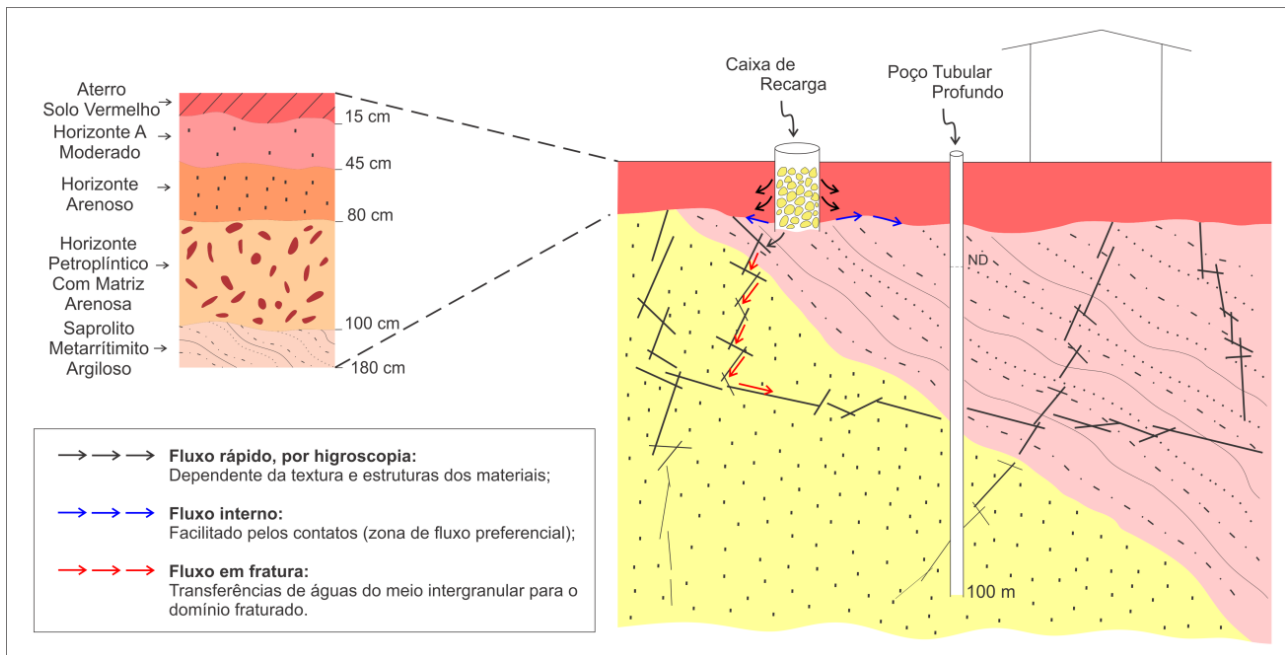 Aterro
Solo Vermelho
15 cm
Horizonte A
Moderado
45 cm
Horizonte
Arenoso
80 cm
Horizonte
Petroplíntico
Com Matriz
Arenosa
100 cm
Saprolito
Metarrítimito
Argiloso
180 cm
Caixa de
Recarga
Poço Tubular
Profundo
ND
100 m
Fluxo rápido, por higroscopia:
Dependente da textura e estruturas dos materiais;
Fluxo interno:
Facilitado pelos contatos (zona de fluxo preferencial);
Fluxo em fratura:
Transferências de águas do meio intergranular para o
domínio fraturado.